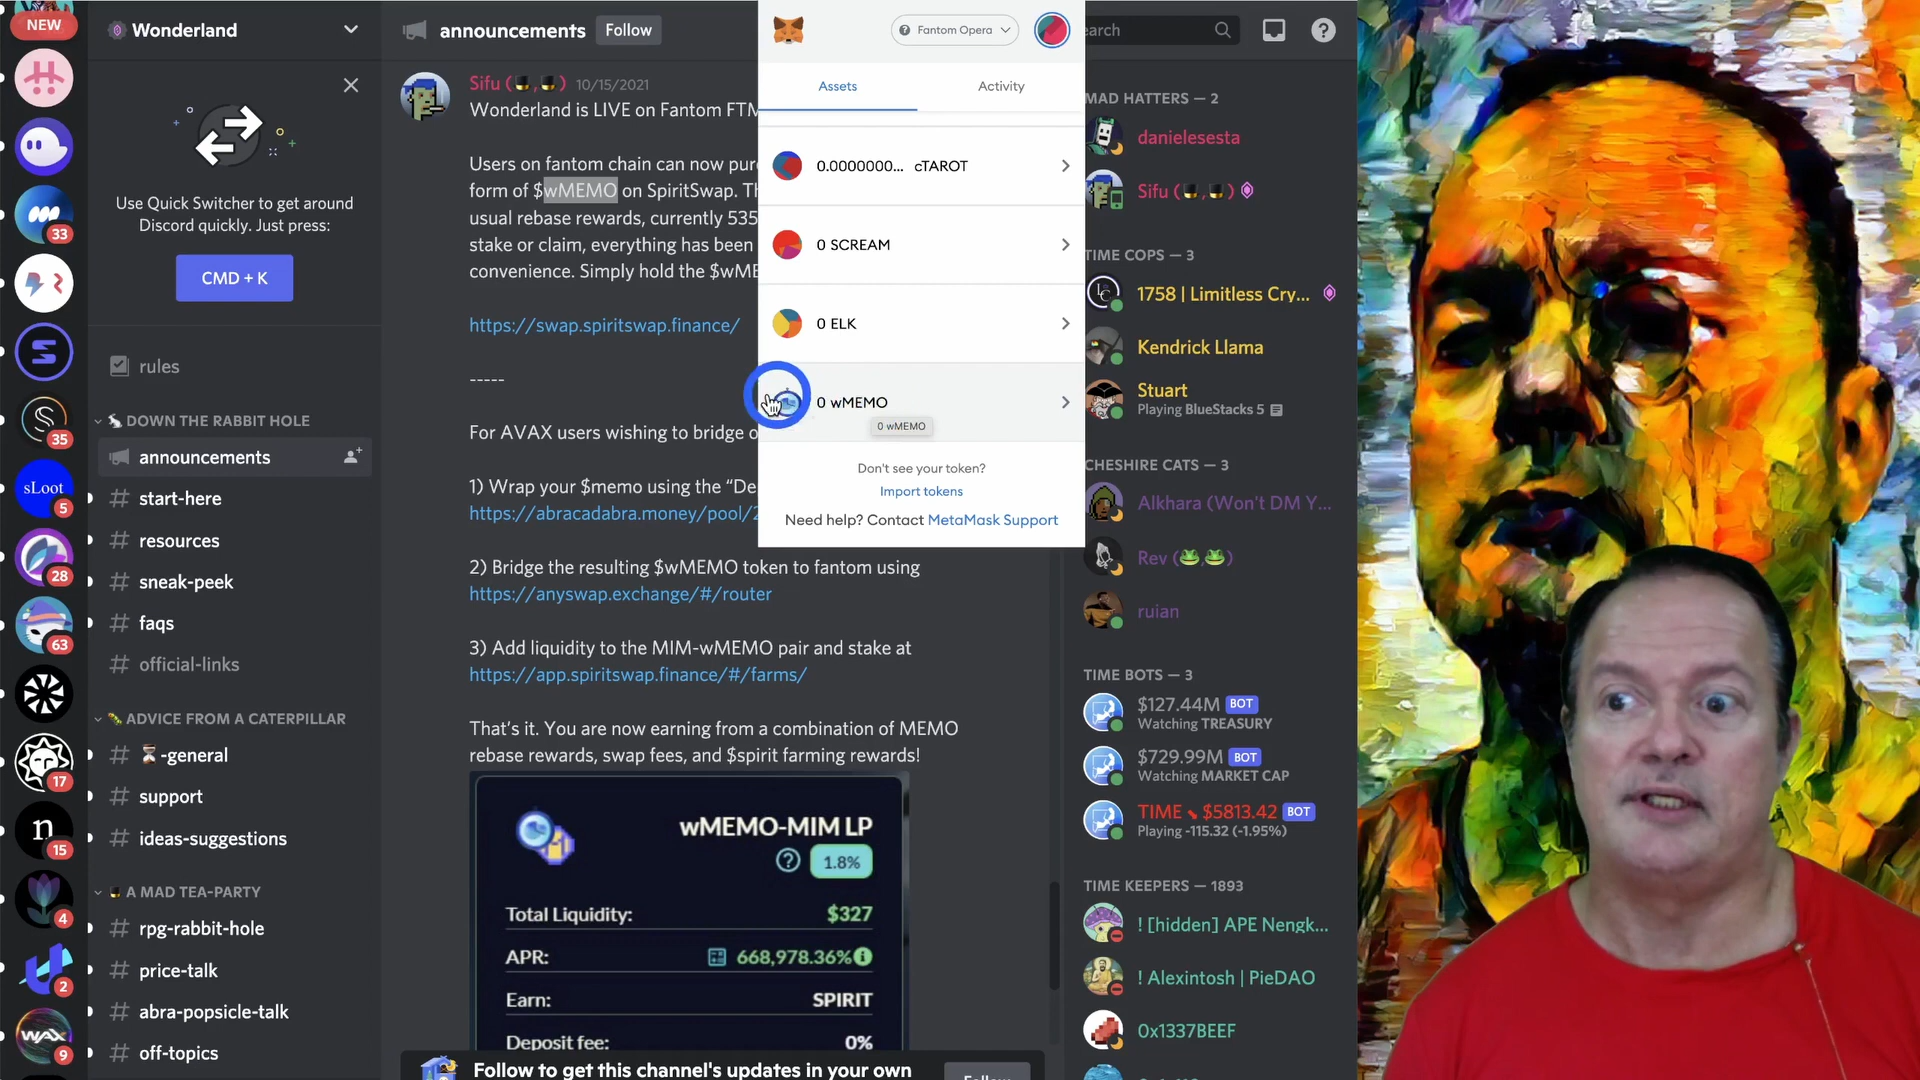 NEW
33
35
sLoot
5
28
63
17
n
15
4
2
WAX
9
Wonderland
Use Quick Switcher to get around
Discord quickly. Just press:
CMD + K
rules
DOWN THE RABBIT HOLE
announcements
# start-here
# resources
# sneak-peek
# faqs
# official-links
ADVICE FROM A CATERPILLAR
# ⏳-general
# support
# ideas-suggestions
A MAD TEA-PARTY
# rpg-rabbit-hole
# price-talk
# abra-popsicle-talk
# off-topics
announcements Follow
Sifu (🎩,🎩) 10/15/2021
Wonderland is LIVE on Fantom FTM
Users on fantom chain can now pur
form of $wMEMO on SpiritSwap. Th
usual rebase rewards, currently 535
stake or claim, everything has been
convenience. Simply hold the $wME
https://swap.spiritswap.finance/
-----
For AVAX users wishing to bridge o
1) Wrap your $memo using the “De
https://abracadabra.money/pool/2
2) Bridge the resulting $wMEMO token to fantom using
https://anyswap.exchange/#/router
3) Add liquidity to the MIM-wMEMO pair and stake at
https://app.spiritswap.finance/#/farms/
That’s it. You are now earning from a combination of MEMO
rebase rewards, swap fees, and $spirit farming rewards!
wMEMO-MIM LP
? 1.8%
Total Liquidity: $327
APR: 668,978.36% i
Earn: SPIRIT
Deposit fee: 0%
Follow to get this channel's updates in your own
Follow
? Fantom Opera
Assets Activity
0.0000000... cTAROT
0 SCREAM
0 ELK
0 wMEMO
0 wMEMO
Don't see your token?
Import tokens
Need help? Contact MetaMask Support
earch
?
MAD HATTERS — 2
danielesesta
Sifu (🎩,🎩)
TIME COPS — 3
1758 | Limitless Cry...
Kendrick Llama
Stuart
Playing BlueStacks 5
CHESHIRE CATS — 3
Alkhara (Won't DM Y...
Rev (🐸,🐸)
ruian
TIME BOTS — 3
$127.44M BOT
Watching TREASURY
$729.99M BOT
Watching MARKET CAP
TIME ⬊ $5813.42 BOT
Playing -115.32 (-1.95%)
TIME KEEPERS — 1893
! [hidden] APE Nengk...
! Alexintosh | PieDAO
0x1337BEEF